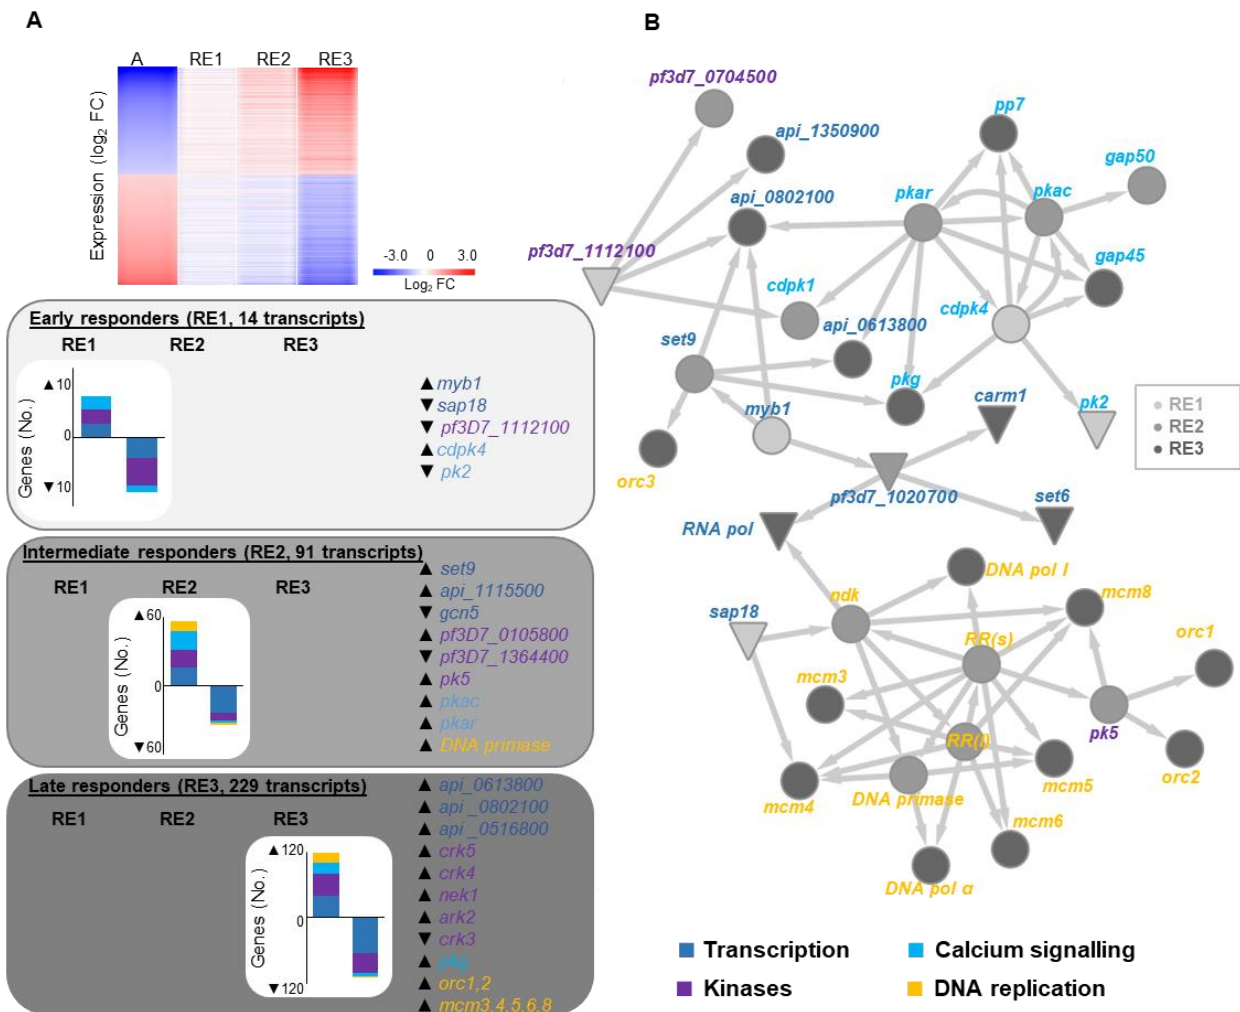 A
A RE1 RE2 RE3
Expression (log₂ FC)
-3.0 0 3.0
Log₂ FC
Early responders (RE1, 14 transcripts)
RE1 RE2 RE3
Genes (No.)
▲10
0
▼10
▲myb1
▼sap18
▼pf3D7_1112100
▲cdpk4
▼pk2
Intermediate responders (RE2, 91 transcripts)
RE1 RE2 RE3
Genes (No.)
▲60
0
▼60
▲set9
▲api_1115500
▼gcn5
▲pf3D7_0105800
▼pf3D7_1364400
▲pk5
▲pkac
▲pkar
▲DNA primase
Late responders (RE3, 229 transcripts)
RE1 RE2 RE3
Genes (No.)
▲120
0
▼120
▲api_0613800
▲api _0802100
▲api _0516800
▲crk5
▲crk4
▲nek1
▲ark2
▼crk3
▲pkg
▲orc1,2
▲mcm3,4,5,6,8
B
pf3d7_0704500
api_1350900
pp7
gap50
api_0802100
pkar
pkac
pf3d7_1112100
gap45
cdpk1
cdpk4
api_0613800
set9
pkg
carm1
myb1
pk2
RE1
RE2
RE3
orc3
pf3d7_1020700
set6
RNA pol
DNA pol I
ndk
mcm8
sap18
RR(s)
orc1
mcm3
RR(l)
pk5
mcm4
DNA primase
mcm5
orc2
mcm6
DNA pol α
Transcription
Calcium signalling
Kinases
DNA replication